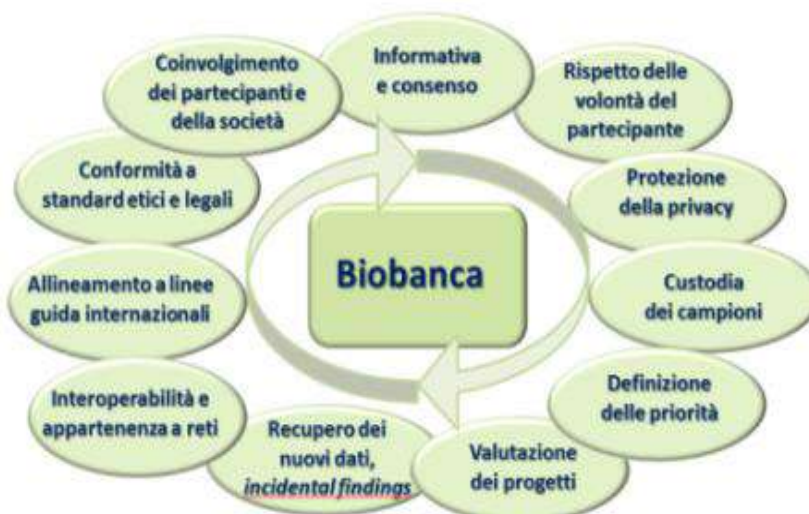 Informativa
e consenso
Rispetto delle
volontà del
partecipante
Protezione
della privacy
Custodia
dei campioni
Definizione
delle priorità
Valutazione
dei progetti
Recupero dei
nuovi dati,
incidental findings
Interoperabilità e
appartenenza a reti
Allineamento a linee
guida internazionali
Conformità a
standard etici e legali
Coinvolgimento
dei partecipanti e
della società
Biobanca